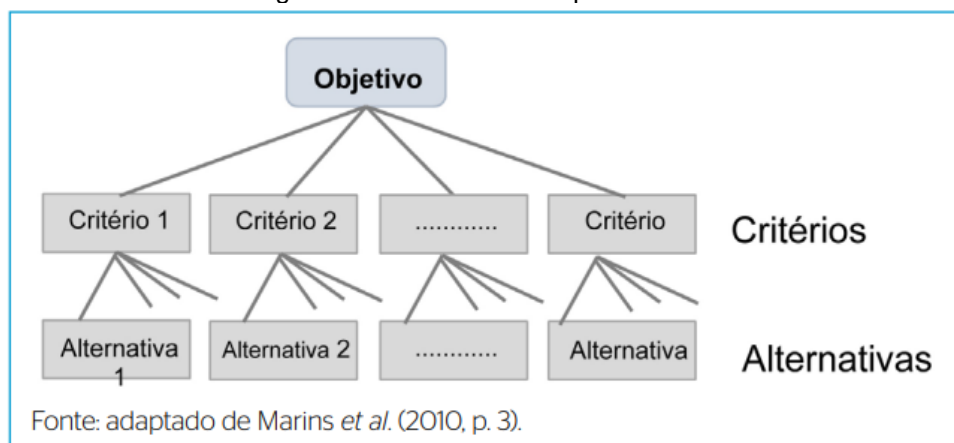 Objetivo
Critério 1
Critério 2
............
Critério
Critérios
Alternativa
1
Alternativa 2
............
Alternativa
Alternativas
Fonte: adaptado de Marins et al. (2010, p. 3).